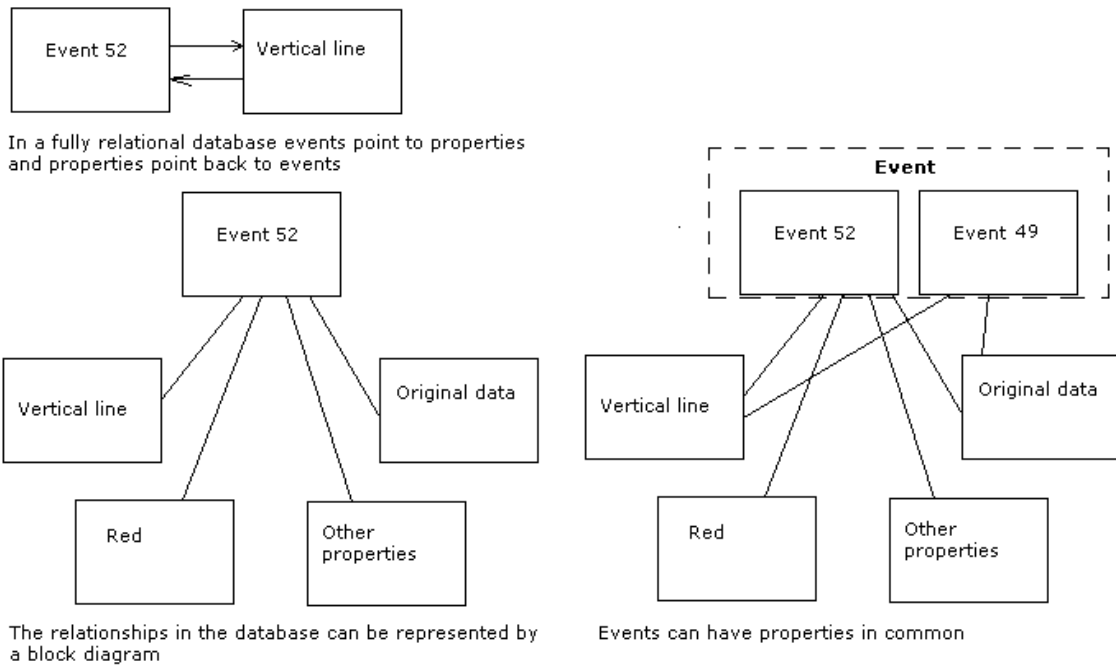 Event 52
Vertical line
In a fully relational database events point to properties
and properties point back to events
Event 52
Vertical line
Original data
Red
Other
properties
The relationships in the database can be represented by
a block diagram
Event
Event 52
Event 49
Vertical line
Original data
Red
Other
properties
Events can have properties in common